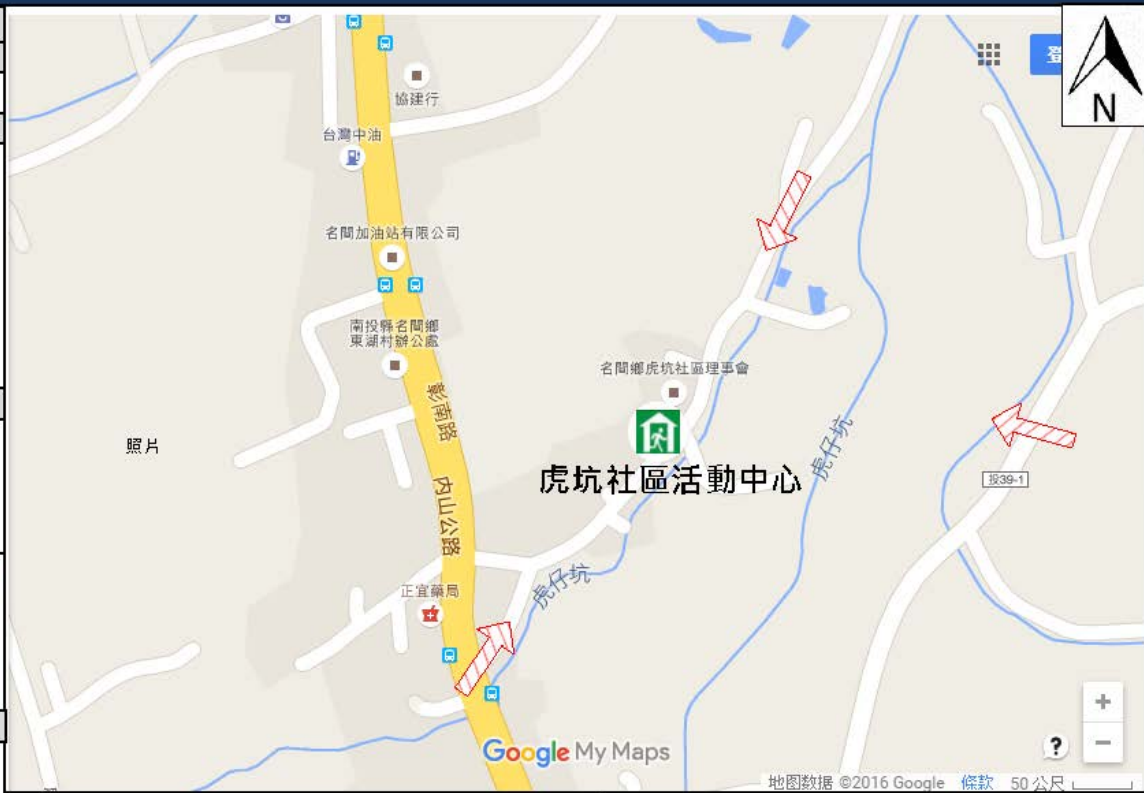 登
N
協建行
台灣中油
名間加油站有限公司
南投縣名間鄉
東湖村辦公處
彰南路
名間鄉虎坑社區理事會
照片
虎坑社區活動中心
虎仔坑
投39-1
內山公路
正宜藥局
虎仔坑
Google My Maps
?
+
−
地图数据 ©2016 Google 條款 50 公尺